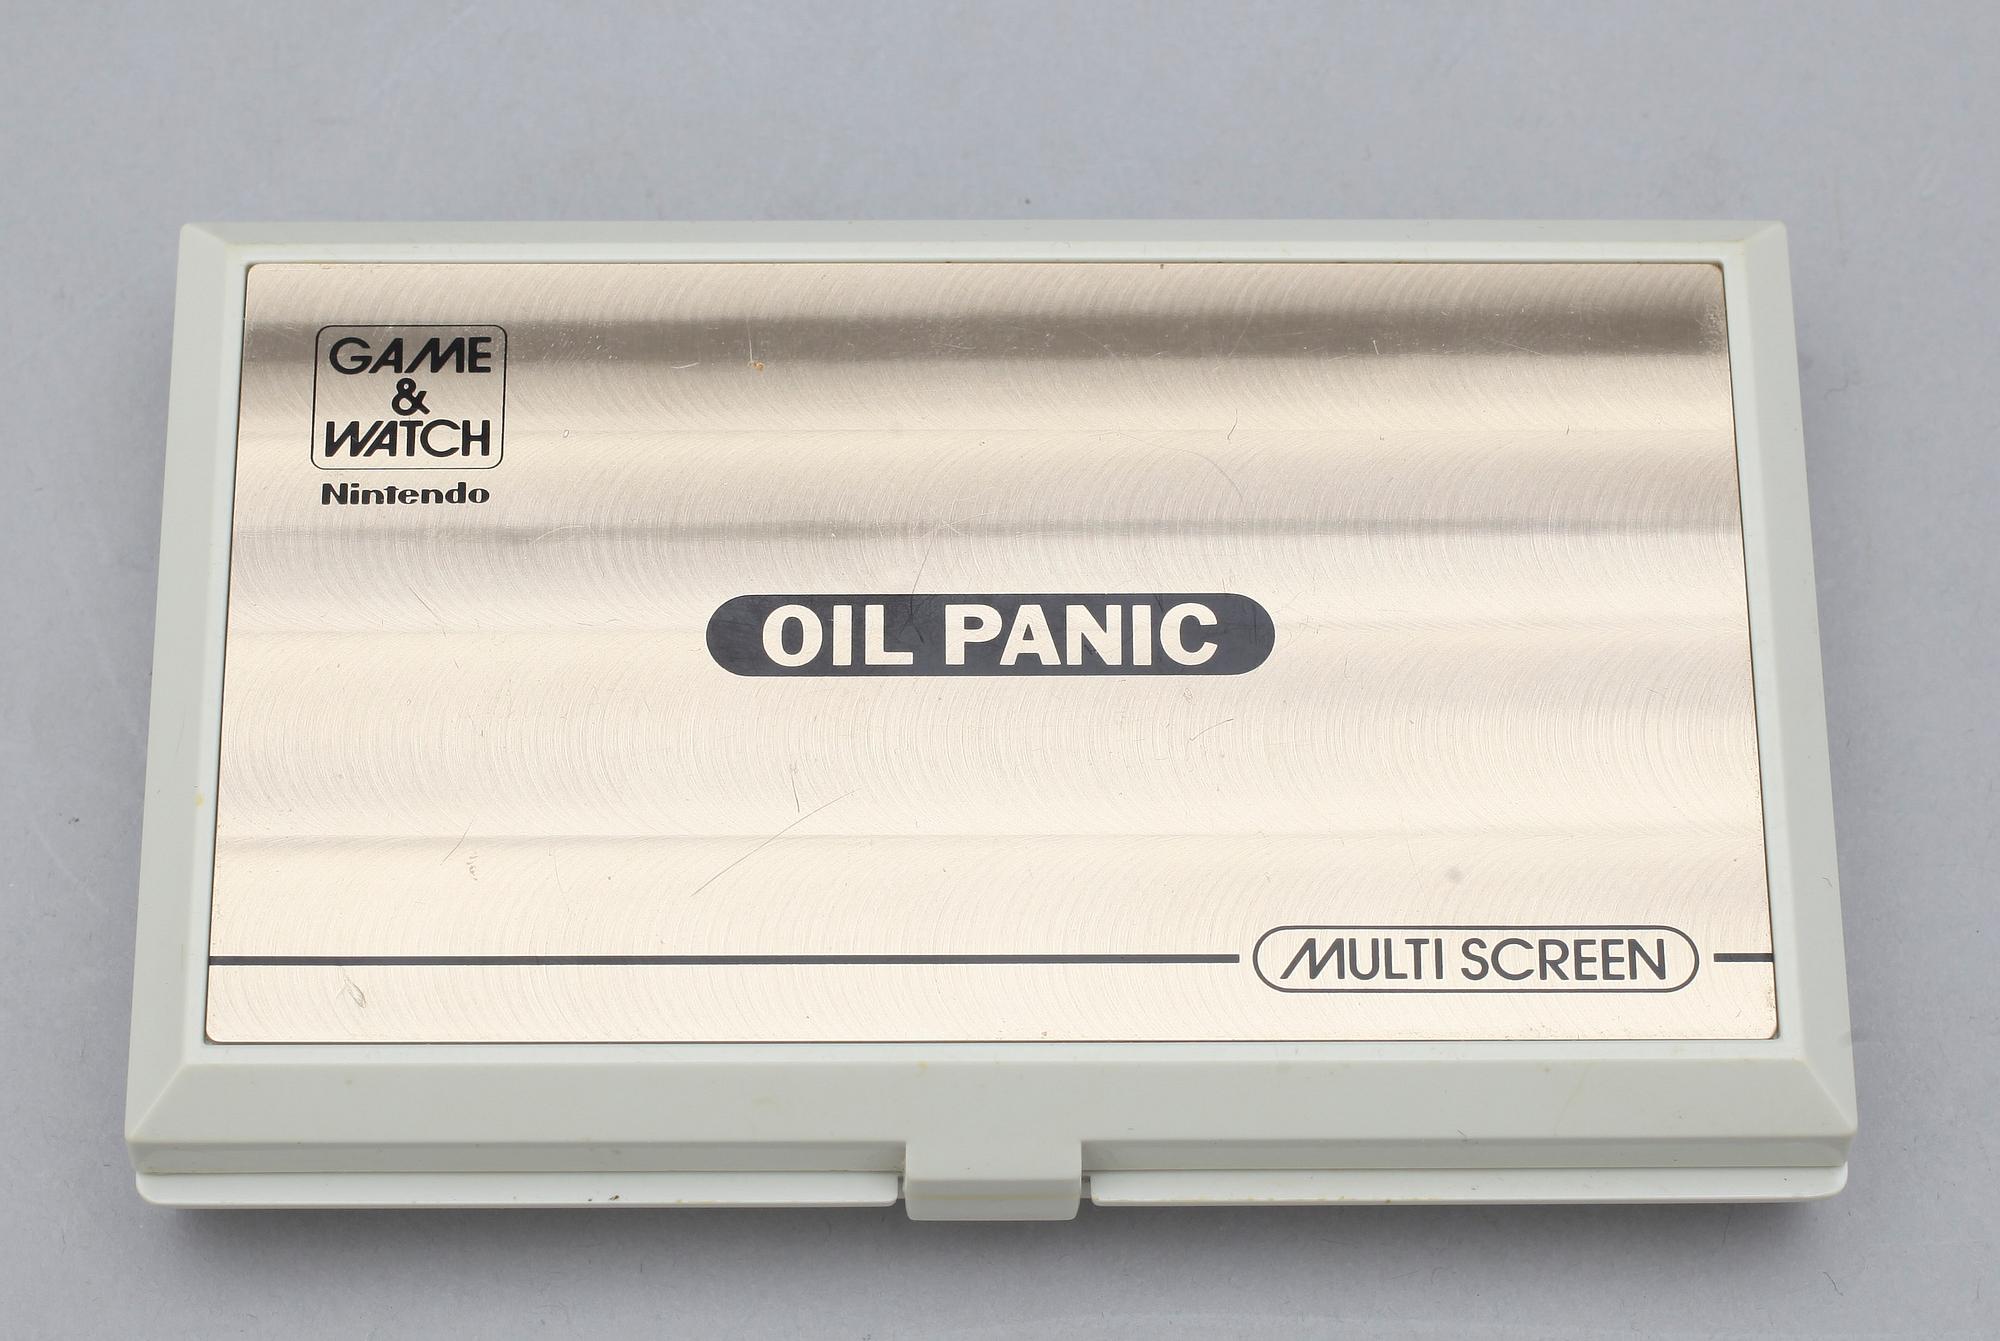 GAME
&
WATCH
Nintendo
OIL PANIC
MULTI SCREEN